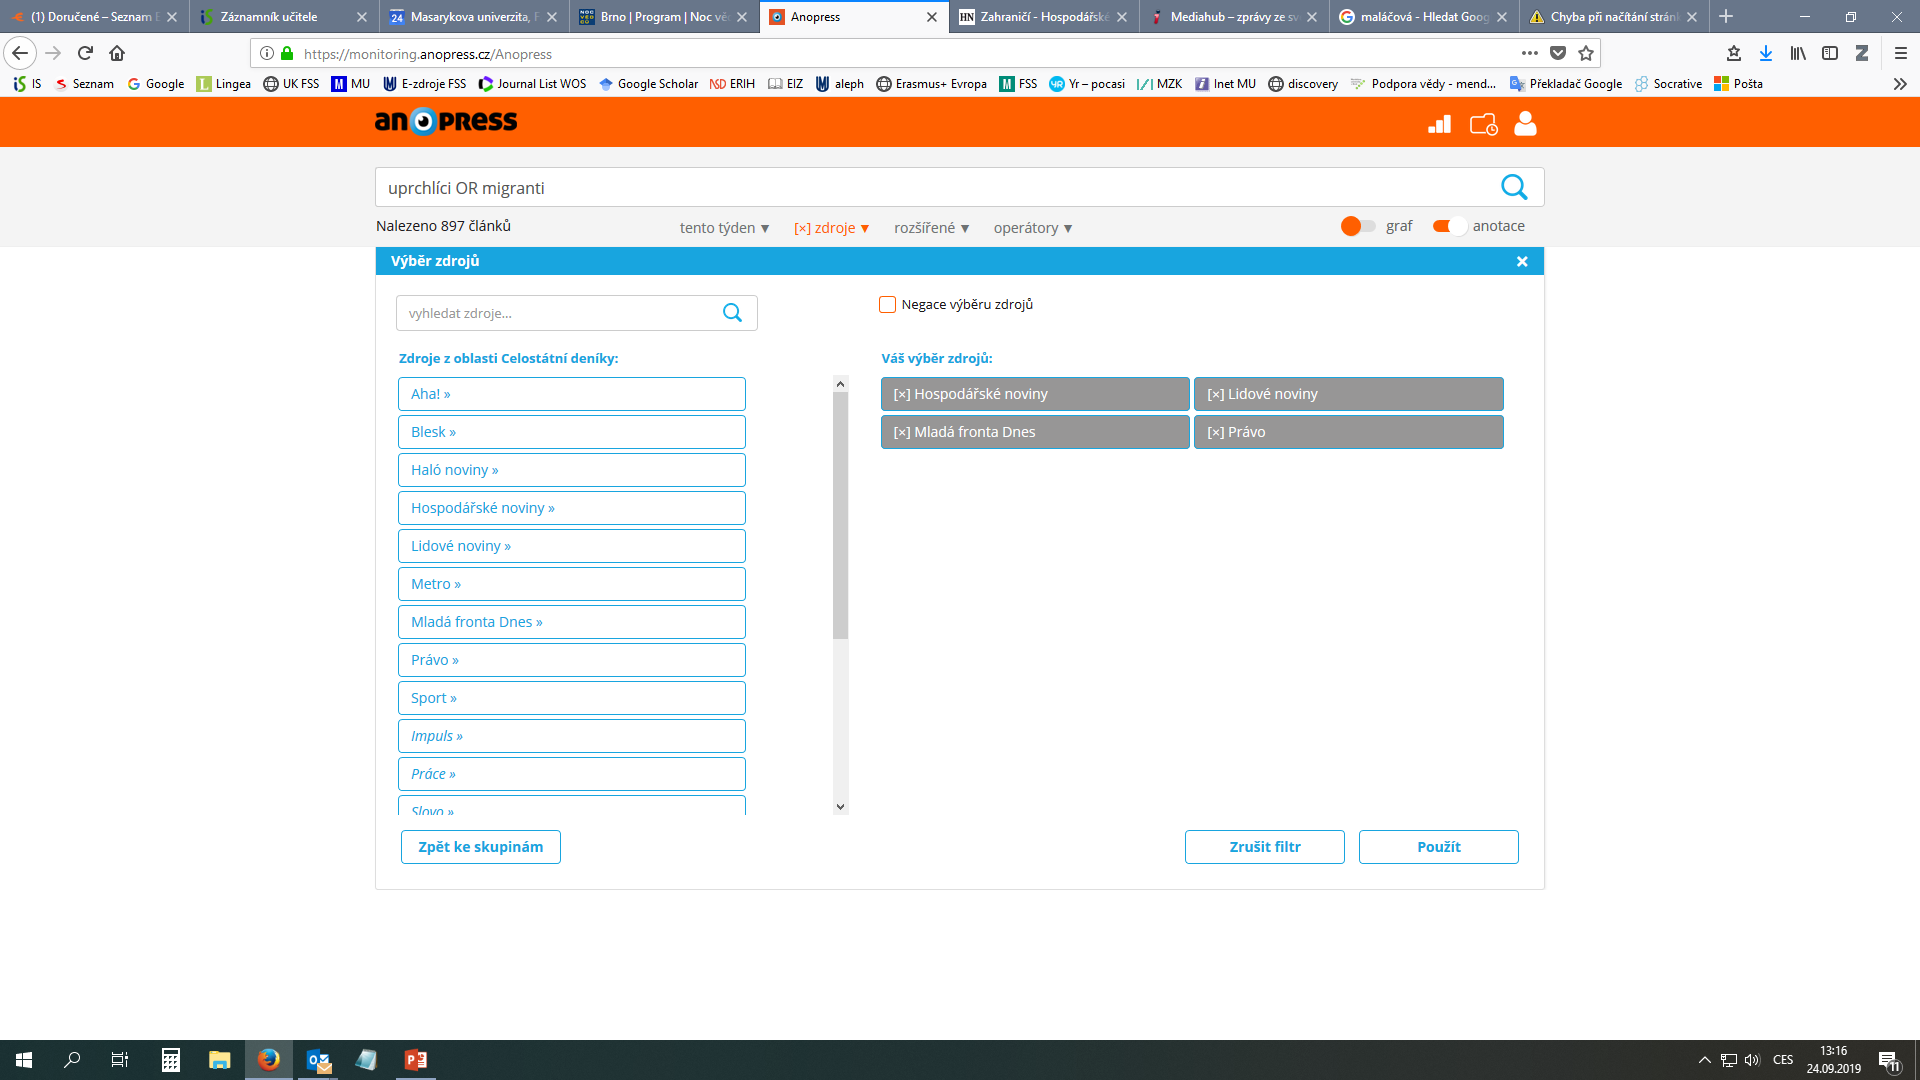 (1) Doručené – Seznam E
Záznamník učitele
Masarykova univerzita, F
Brno | Program | Noc vě
Anopress
Zahraničí - Hospodářské
Mediahub – zprávy ze sv
maláčová - Hledat Goog
Chyba při načítání stránk
https://monitoring.anopress.cz/Anopress
IS Seznam Google Lingea UK FSS MU E-zdroje FSS Journal List WOS Google Scholar ERIH EIZ aleph Erasmus+ Evropa FSS Yr – pocasi MZK Inet MU discovery Podpora vědy - mend... Překladač Google Socrative Pošta
anopress
uprchlíci OR migranti
Nalezeno 897 článků
tento týden ▼ [×] zdroje ▼ rozšířené ▼ operátory ▼
graf anotace
Výběr zdrojů
vyhledat zdroje...
Negace výběru zdrojů
Zdroje z oblasti Celostátní deníky:
Aha! »
Blesk »
Haló noviny »
Hospodářské noviny »
Lidové noviny »
Metro »
Mladá fronta Dnes »
Právo »
Sport »
Impuls »
Práce »
Slovo »
Váš výběr zdrojů:
[×] Hospodářské noviny
[×] Lidové noviny
[×] Mladá fronta Dnes
[×] Právo
Zpět ke skupinám
Zrušit filtr
Použít
CES
13:16
24.09.2019
11